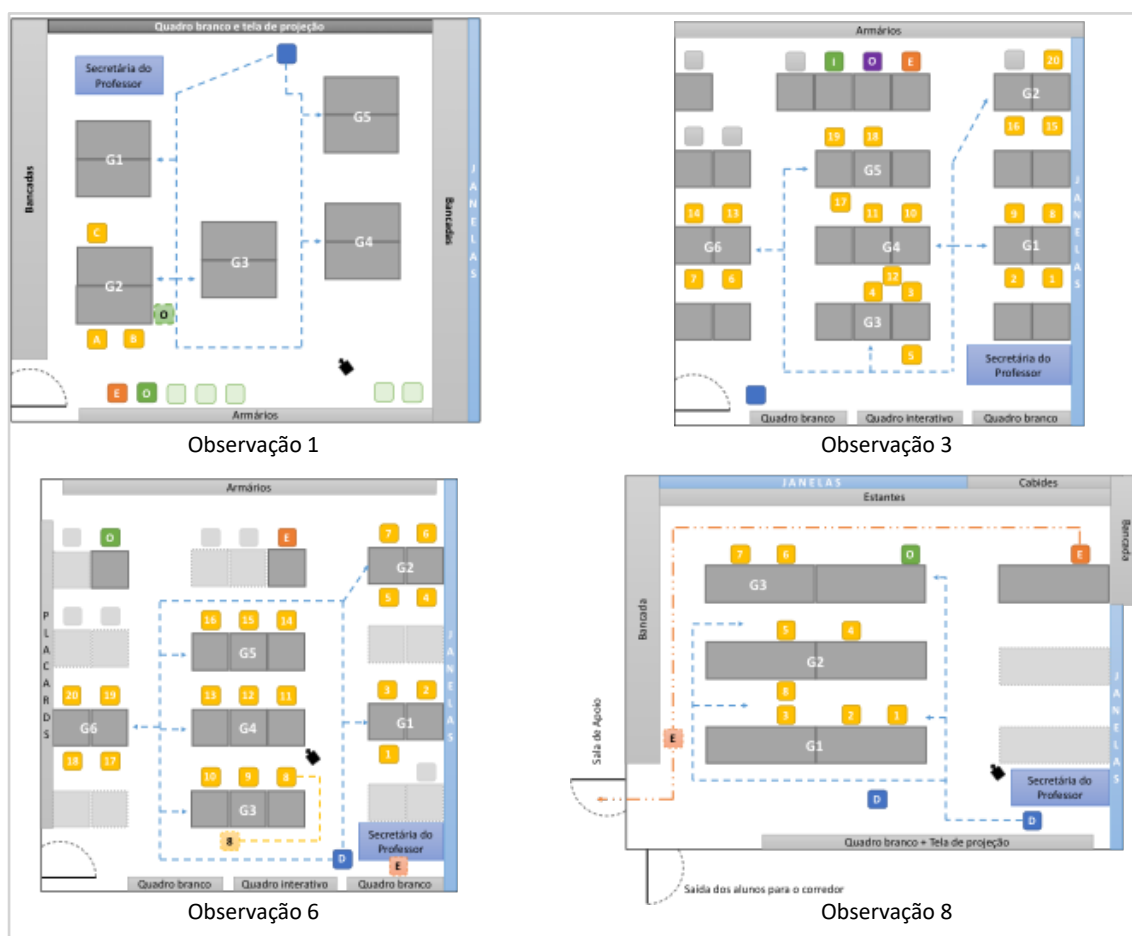 Quadro branco e tela de projeção
Secretária do
Professor
Bancadas
G1
G5
C
G2
G3
G4
O
A
B
E
O
Armários
Bancadas
JANELAS
Observação 1
Armários
I
O
E
20
G2
19
18
16
15
G5
17
14
13
11
10
9
8
G6
G4
G1
7
6
12
2
1
4
3
G3
5
Secretária do
Professor
JANELAS
Quadro branco
Quadro interativo
Quadro branco
Observação 3
Armários
O
E
7
6
G2
5
4
16
15
14
G5
PLACARDS
20
19
13
12
11
3
2
G6
G4
G1
18
17
1
10
9
8
G3
8
D
Secretária do
Professor
E
JANELAS
Quadro branco
Quadro interativo
Quadro branco
Observação 6
JANELAS
Cabides
Estantes
Bancada
Bancada
7
6
O
E
G3
5
4
G2
8
3
2
1
G1
E
Sala de Apoio
D
Secretária do
Professor
D
JANELAS
Quadro branco + Tela de projeção
Saída dos alunos para o corredor
Observação 8